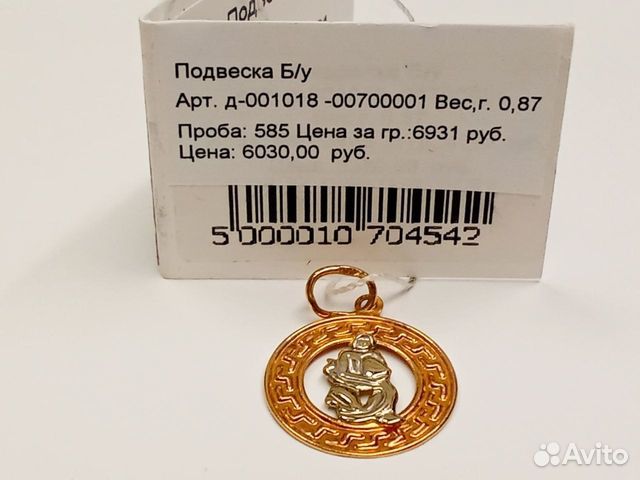 Подвеска Б/у
Арт. д-001018 -00700001 Вес,г. 0,87
Проба: 585 Цена за гр.:6931 руб.
Цена: 6030,00 руб.
5 000010 704542
Avito